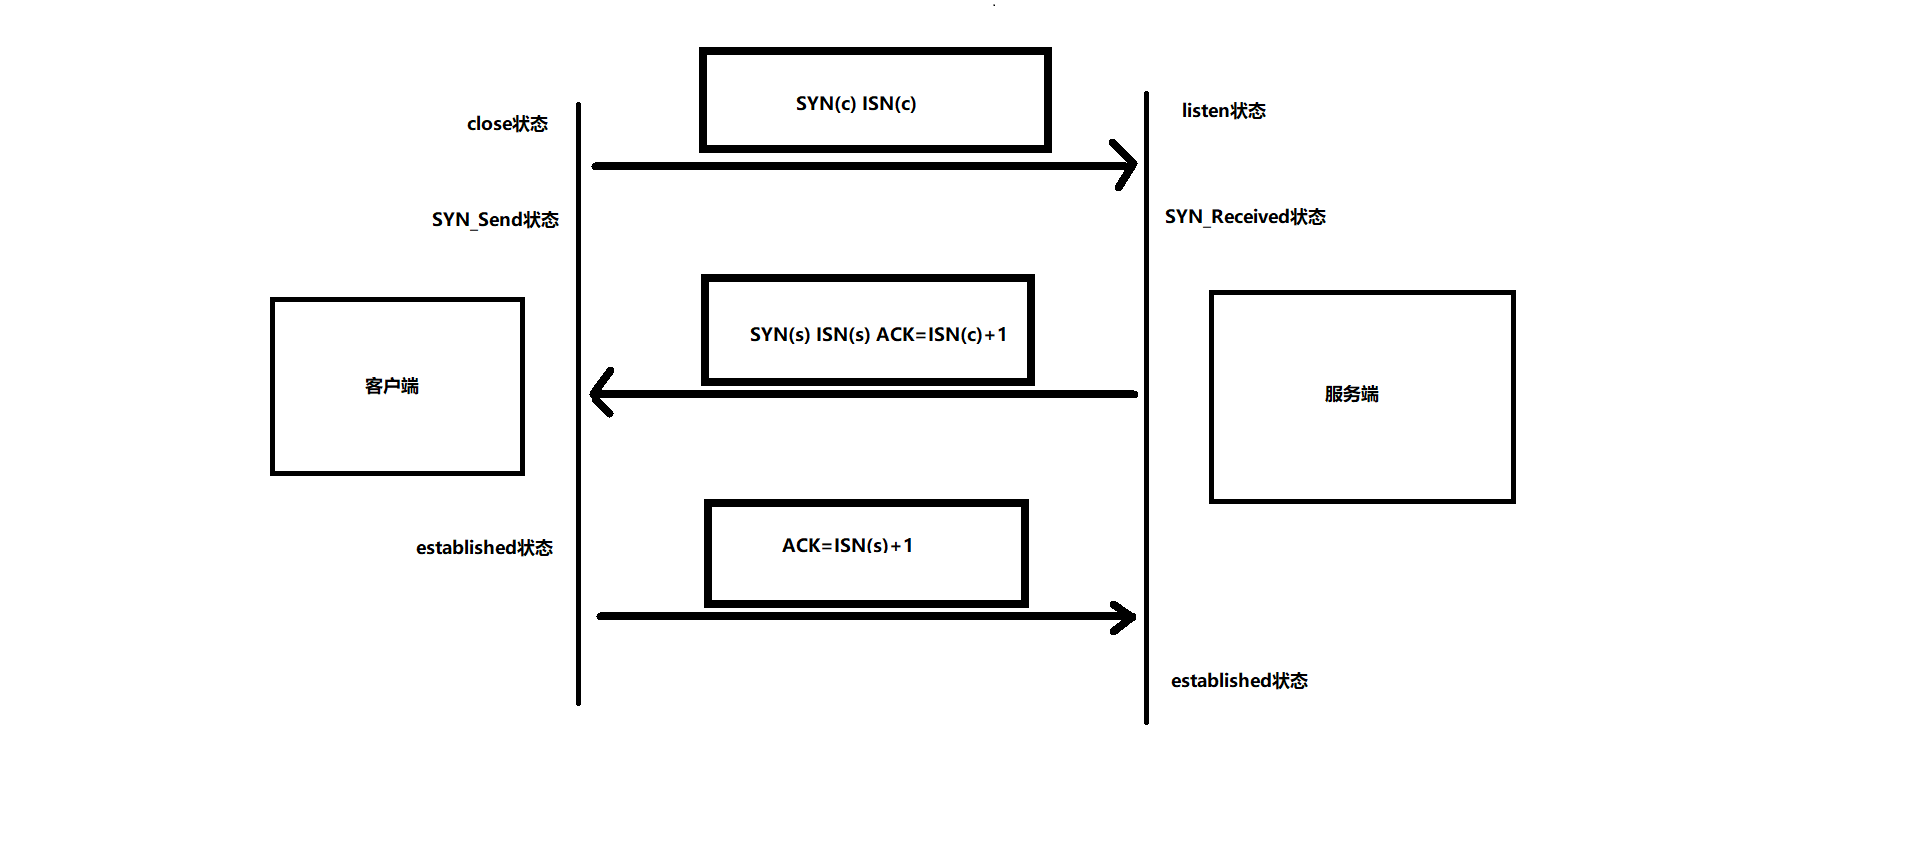 SYN(c) ISN(c)
close状态
listen状态
SYN_Send状态
SYN_Received状态
SYN(s) ISN(s) ACK=ISN(c)+1
客户端
服务端
established状态
ACK=ISN(s)+1
established状态